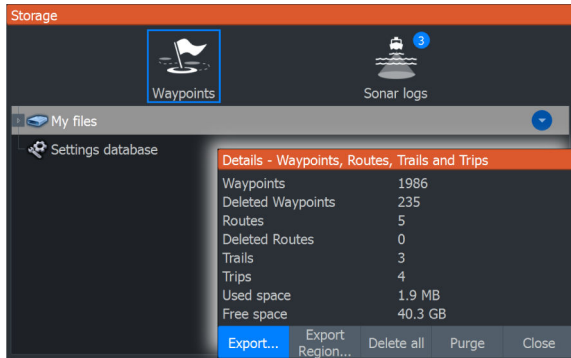 Storage
3
Waypoints Sonar logs
My files
Settings database
Details - Waypoints, Routes, Trails and Trips
Waypoints 1986
Deleted Waypoints 235
Routes 5
Deleted Routes 0
Trails 3
Trips 4
Used space 1.9 MB
Free space 40.3 GB
Export... Export Region... Delete all Purge Close